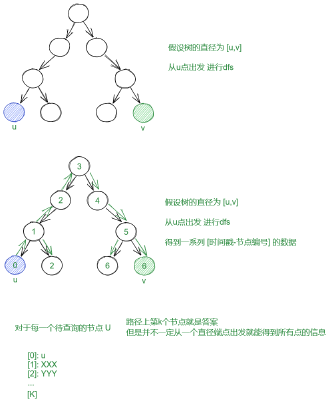 假设树的直径为 [u,v]
从u点出发 进行dfs
u
v
3
假设树的直径为 [u,v]
2
4
从u点出发 进行dfs
1
5
得到一系列 [时间戳-节点编号] 的数据
0
2
6
6
u
v
对于每一个待查询的节点 U
路径上第k个节点就是答案
但是并不一定从一个直径端点出发就能得到所有点的信息
[0]: u
[1]: XXX
[2]: YYY
...
[K]